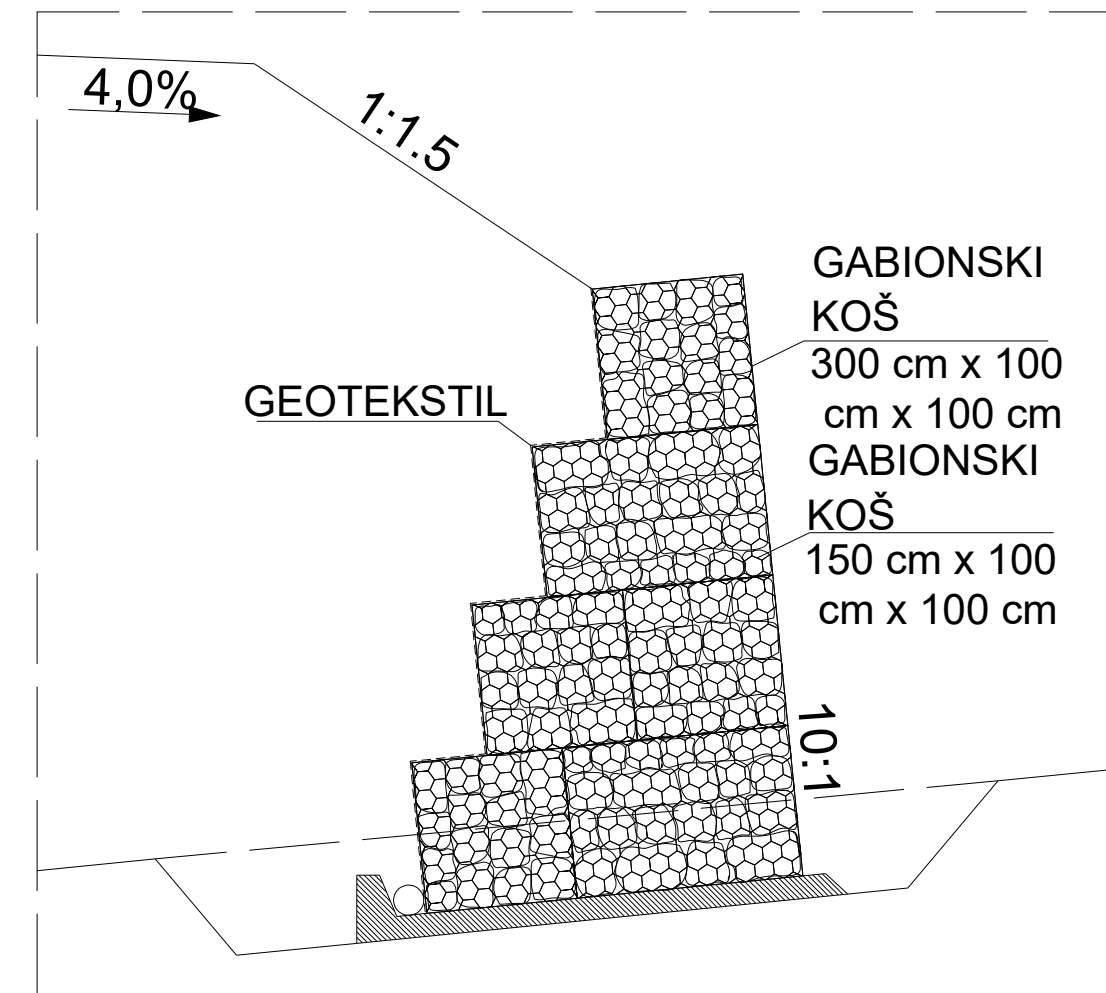 4,0%
1:1.5
GABIONSKI
KOŠ
300 cm x 100
cm x 100 cm
GEOTEKSTIL
GABIONSKI
KOŠ
150 cm x 100
cm x 100 cm
10:1